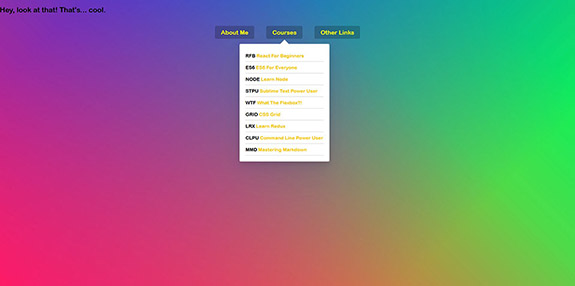 Hey, look at that! That's... cool.
About Me Courses Other Links
RFB React For Beginners
ES6 ES6 For Everyone
NODE Learn Node
STPU Sublime Text Power User
WTF What The Flexbox?!
GRID CSS Grid
LRX Learn Redux
CLPU Command Line Power User
MMD Mastering Markdown